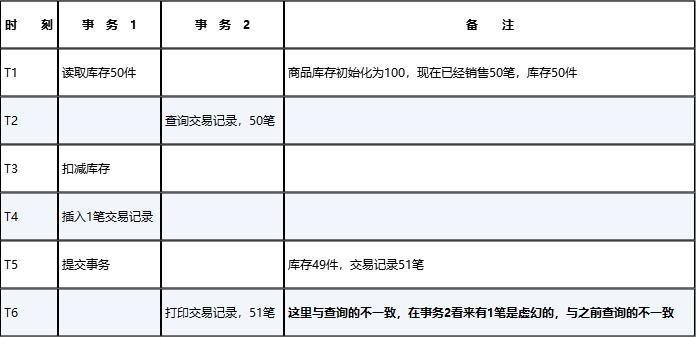 时 刻 事 务 1 事 务 2 备 注
T1 读取库存50件 商品库存初始化为100，现在已经销售50笔，库存50件
T2 查询交易记录，50笔
T3 扣减库存
T4 插入1笔交易记录
T5 提交事务 库存49件，交易记录51笔
T6 打印交易记录，51笔 这里与查询的不一致，在事务2看来有1笔是虚幻的，与之前查询的不一致